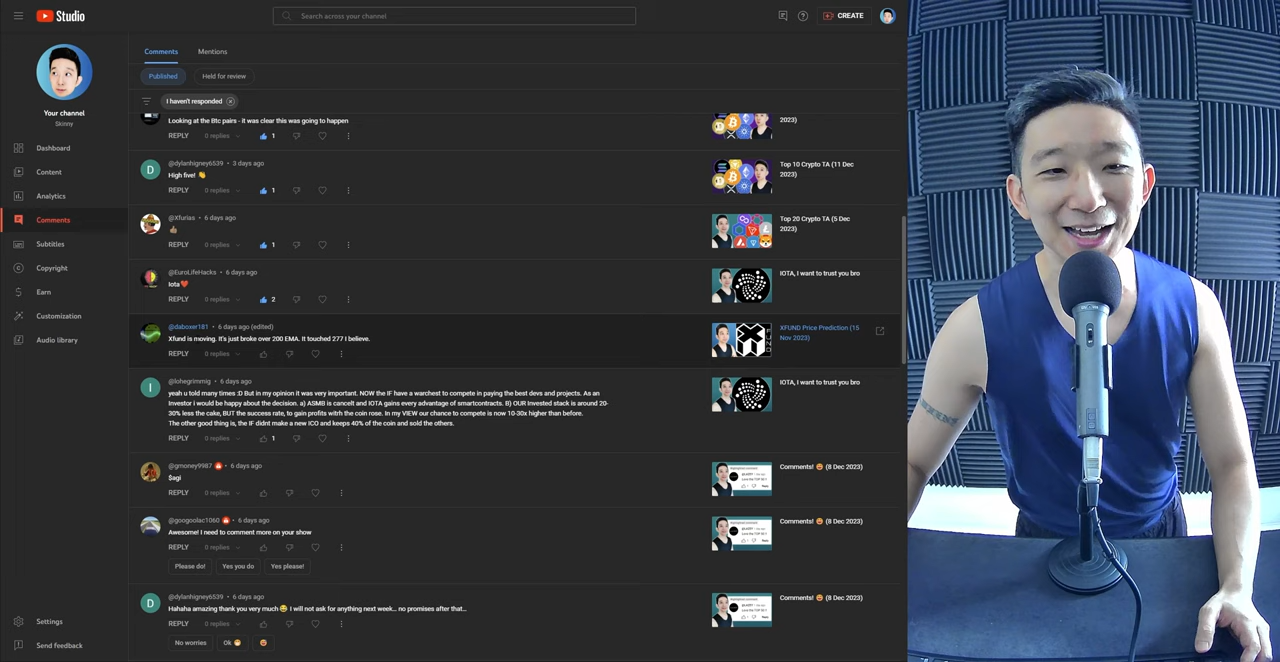 Studio
Search across your channel
CREATE
Your channel
Skinny
Dashboard
Content
Analytics
Comments
Subtitles
Copyright
Earn
Customization
Audio library
Settings
Send feedback
Comments Mentions
Published Held for review
I haven't responded
Looking at the Btc pairs - it was clear this was going to happen
2023)
REPLY 0 replies 1
@dylanhigney6539 • 3 days ago
High five! 👋
Top 10 Crypto TA (11 Dec
2023)
REPLY 0 replies 1
@Xfurias • 6 days ago
👍🏽
Top 20 Crypto TA (5 Dec
2023)
REPLY 0 replies 1
@EuroLifeHacks • 6 days ago
Iota❤️
IOTA, I want to trust you bro
REPLY 0 replies 2
@daboxer181 • 6 days ago (edited)
Xfund is moving. It's just broke over 200 EMA. It touched 277 I believe.
XFUND Price Prediction (15
Nov 2023)
REPLY 0 replies
@lohegrimmig • 6 days ago
yeah u told many times :D But in my opinion it was very important. NOW the IF have a warchest to compete in paying the best devs and projects. As an
Investor I would be happy about the decision. a) ASMB is cancelt and IOTA gains every advantage of smartcontracts. B) OUR Invested stack is around 20-
30% less the cake, BUT the success rate, to gain profits with the coin rose. In my VIEW our chance to compete is now 10-30x higher than before.
The other good thing is, the IF didnt make a new ICO and keeps 40% of the coin and sold the others.
IOTA, I want to trust you bro
REPLY 0 replies 1
@gmoney9987 • 6 days ago
$agi
Comments! 😀 (8 Dec 2023)
REPLY 0 replies
@googoolac1060 • 6 days ago
Awesome! I need to comment more on your show
Comments! 😀 (8 Dec 2023)
REPLY 0 replies
Please do! Yes you do Yes please!
@dylanhigney6539 • 6 days ago
Hahaha amazing thank you very much😂 I will not ask for anything next week... no promises after that...
Comments! 😀 (8 Dec 2023)
REPLY 0 replies
No worries Ok 😁